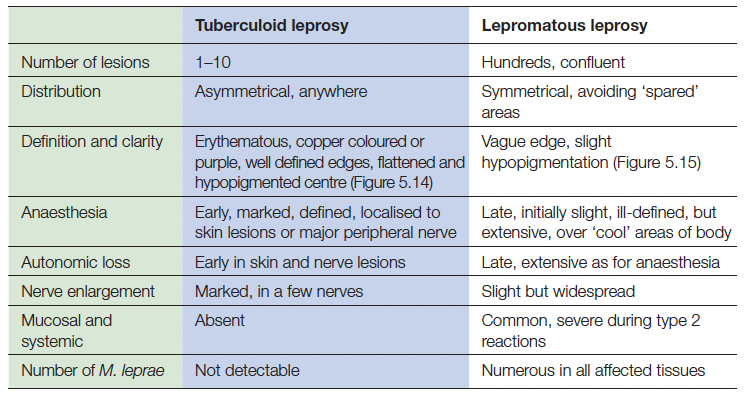 Tuberculoid leprosy Lepromatous leprosy
Number of lesions 1–10 Hundreds, confluent
Distribution Asymmetrical, anywhere Symmetrical, avoiding ‘spared’
areas
Definition and clarity Erythematous, copper coloured or Vague edge, slight
purple, well defined edges, flattened and hypopigmentation (Figure 5.15)
hypopigmented centre (Figure 5.14)
Anaesthesia Early, marked, defined, localised to Late, initially slight, ill-defined, but
skin lesions or major peripheral nerve extensive, over ‘cool’ areas of body
Autonomic loss Early in skin and nerve lesions Late, extensive as for anaesthesia
Nerve enlargement Marked, in a few nerves Slight but widespread
Mucosal and Absent Common, severe during type 2
systemic reactions
Number of M. leprae Not detectable Numerous in all affected tissues